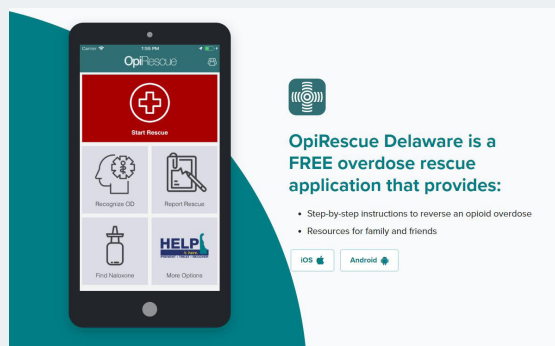 Carrier
1:55 PM
OpiRescue
Start Rescue
Recognize OD
Report Rescue
HELP
Find Naloxone
More Options
OpiRescue Delaware is a
FREE overdose rescue
application that provides:
• Step-by-step instructions to reverse an opioid overdose
• Resources for family and friends
iOS
Android